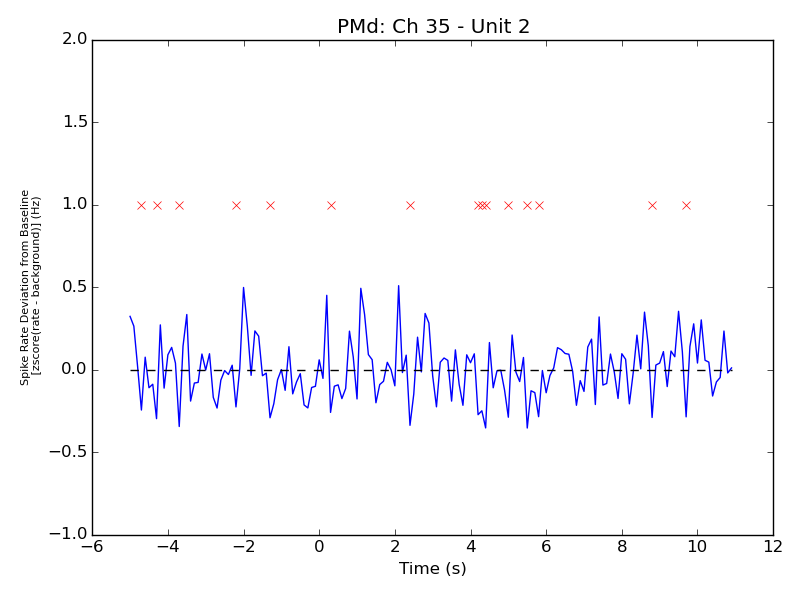 PMd: Ch 35 - Unit 2
2.0
1.5
1.0
0.5
0.0
−0.5
−1.0
Spike Rate Deviation from Baseline
[zscore(rate - background)] (Hz)
−6 −4 −2 0 2 4 6 8 10 12
Time (s)